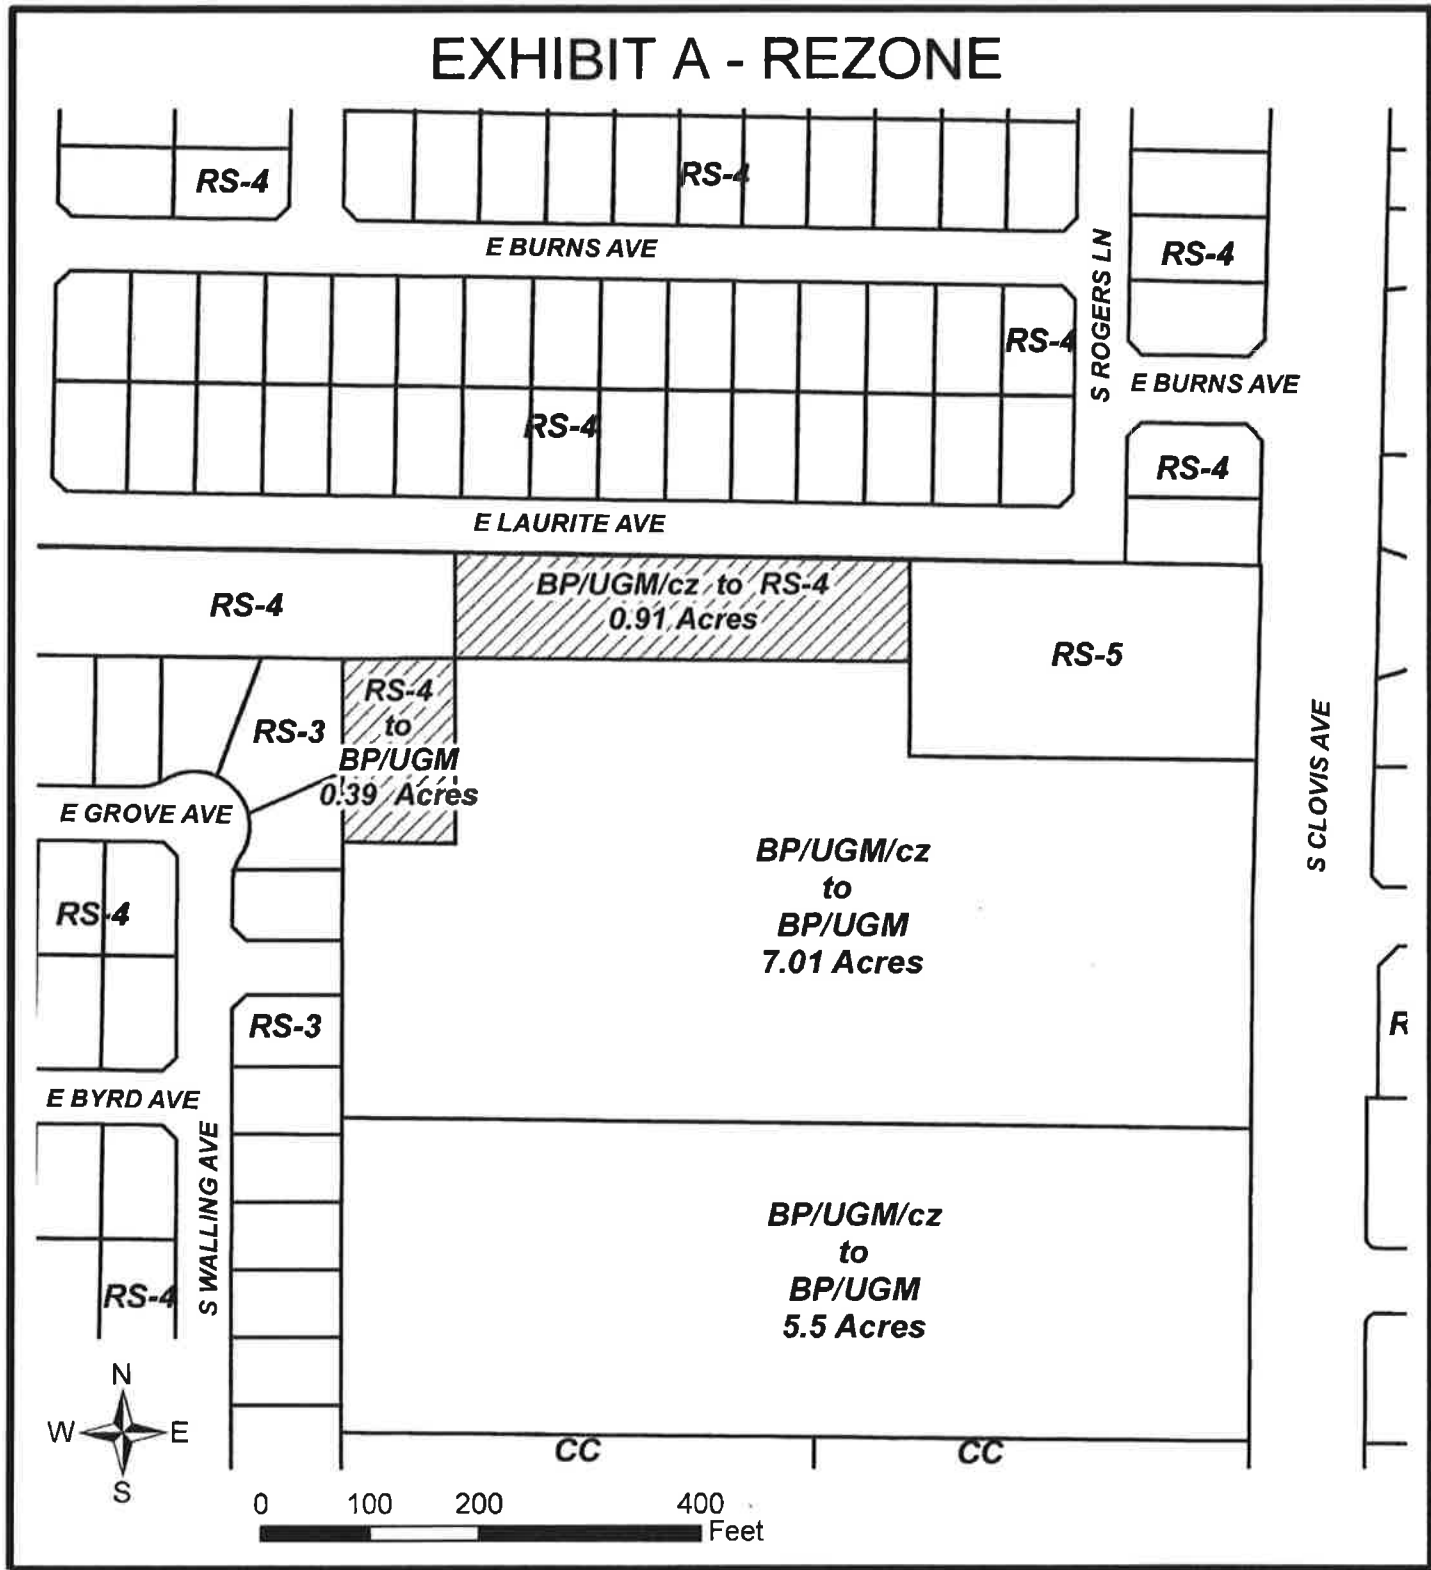 EXHIBIT A - REZONE
RS-4
RS-4
E BURNS AVE
S ROGERS LN
RS-4
RS-4
E BURNS AVE
RS-4
RS-4
E LAURITE AVE
RS-4
BP/UGM/cz to RS-4
0.91 Acres
RS-5
RS-3
RS-4
to
BP/UGM
0.39 Acres
E GROVE AVE
S CLOVIS AVE
BP/UGM/cz
to
BP/UGM
7.01 Acres
RS-4
RS-3
R
E BYRD AVE
S WALLING AVE
BP/UGM/cz
to
BP/UGM
5.5 Acres
RS-4
N
W E
S
CC
CC
0 100 200 400
Feet